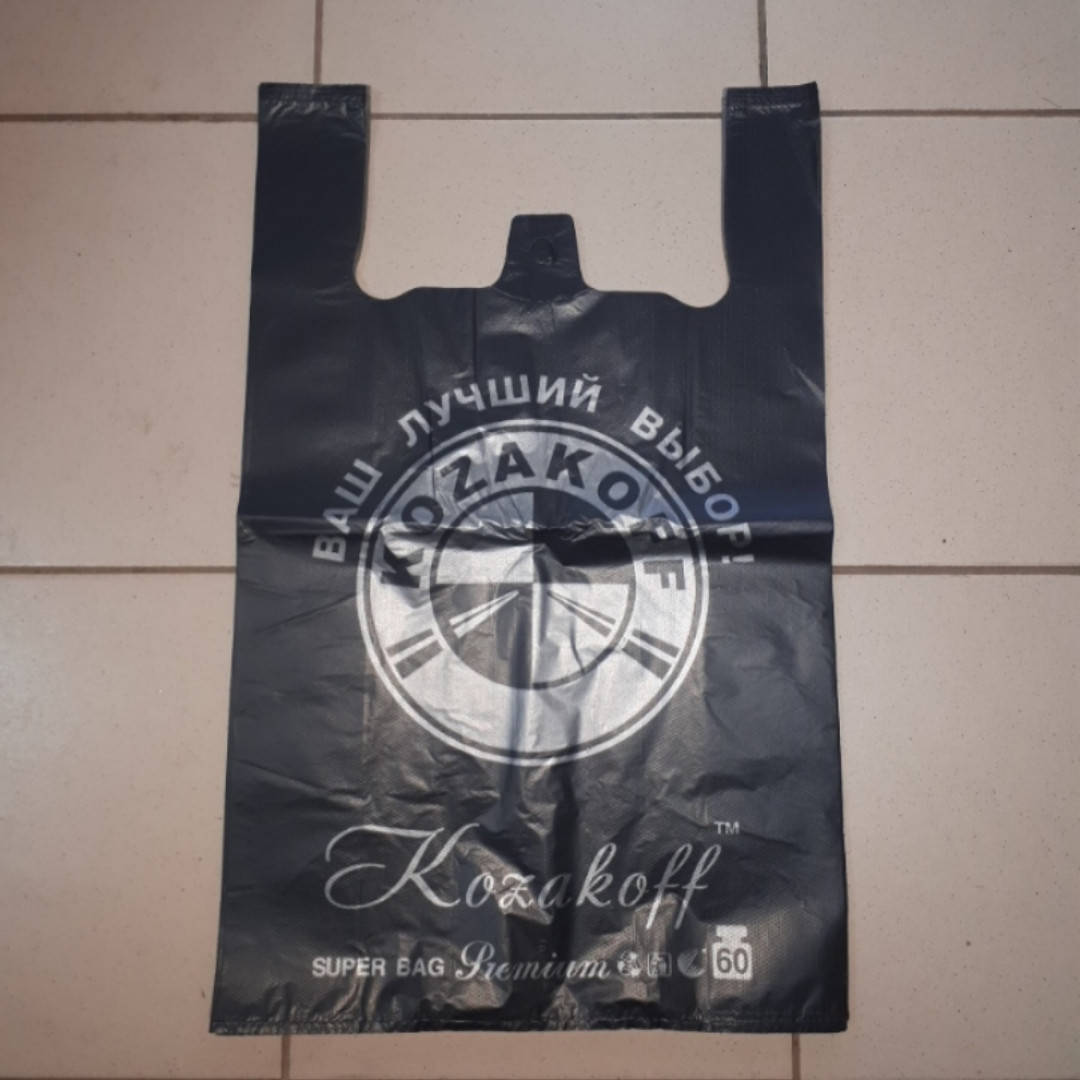 ВАШ ЛУЧШИЙ ВЫБОР!
KOZAKOFF
Kozakoff™
SUPER BAG Premium 60